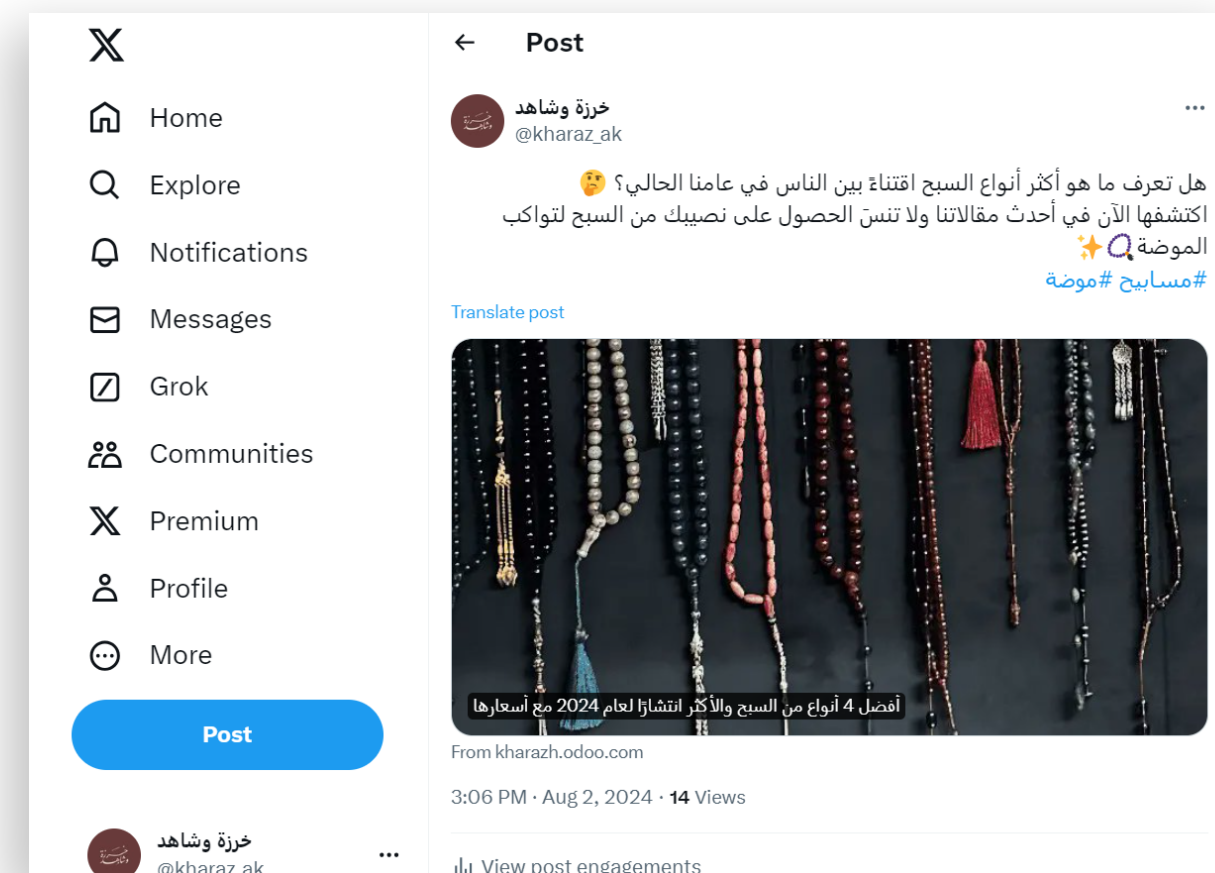 Home
Explore
Notifications
Messages
Grok
Communities
Premium
Profile
More
Post
خرزة وشاهد
@kharaz_ak
Post
خرزة وشاهد
@kharaz_ak
هل تعرف ما هو أكثر أنواع السبح اقتناءً بين الناس في عامنا الحالي؟ 🤔
اكتشفها الآن في أحدث مقالاتنا ولا تنسَ الحصول على نصيبك من السبح لتواكب
الموضة📿✨
#مسابيح #موضة
Translate post
أفضل 4 أنواع من السبح والأكثر انتشارًا لعام 2024 مع أسعارها
From kharazh.odoo.com
3:06 PM · Aug 2, 2024 · 14 Views
View post engagements